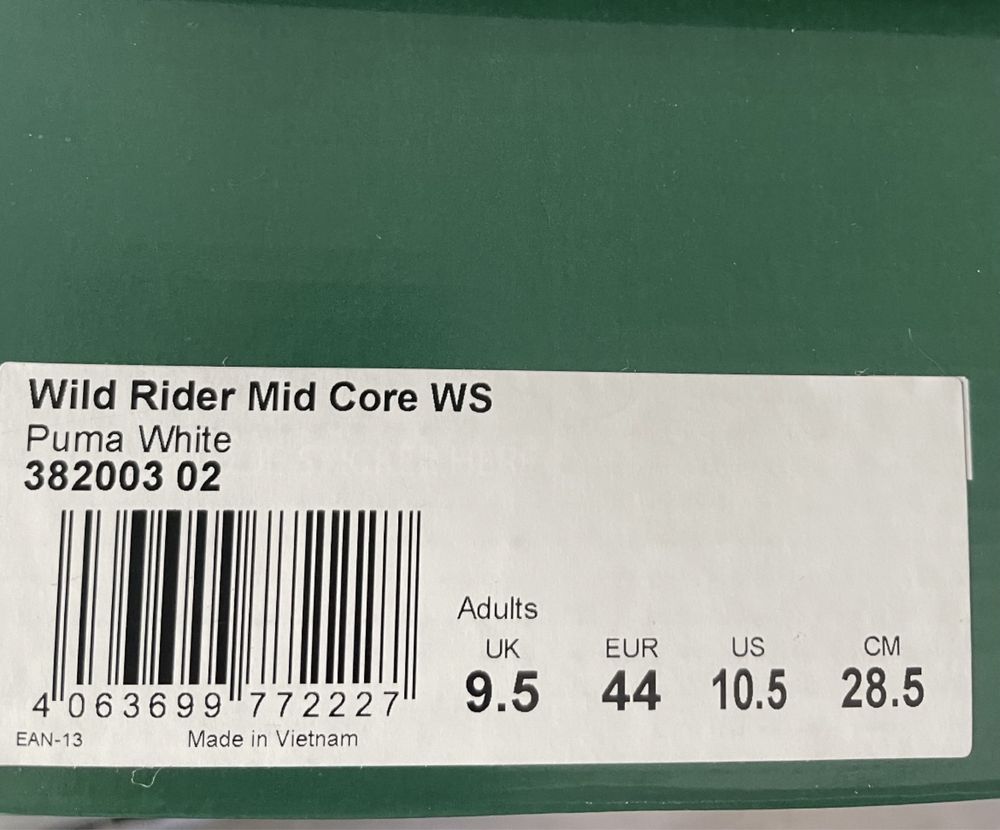 Wild Rider Mid Core WS
Puma White
382003 02
Adults
UK EUR US CM
9.5 44 10.5 28.5
4 063699 772227
EAN-13 Made in Vietnam